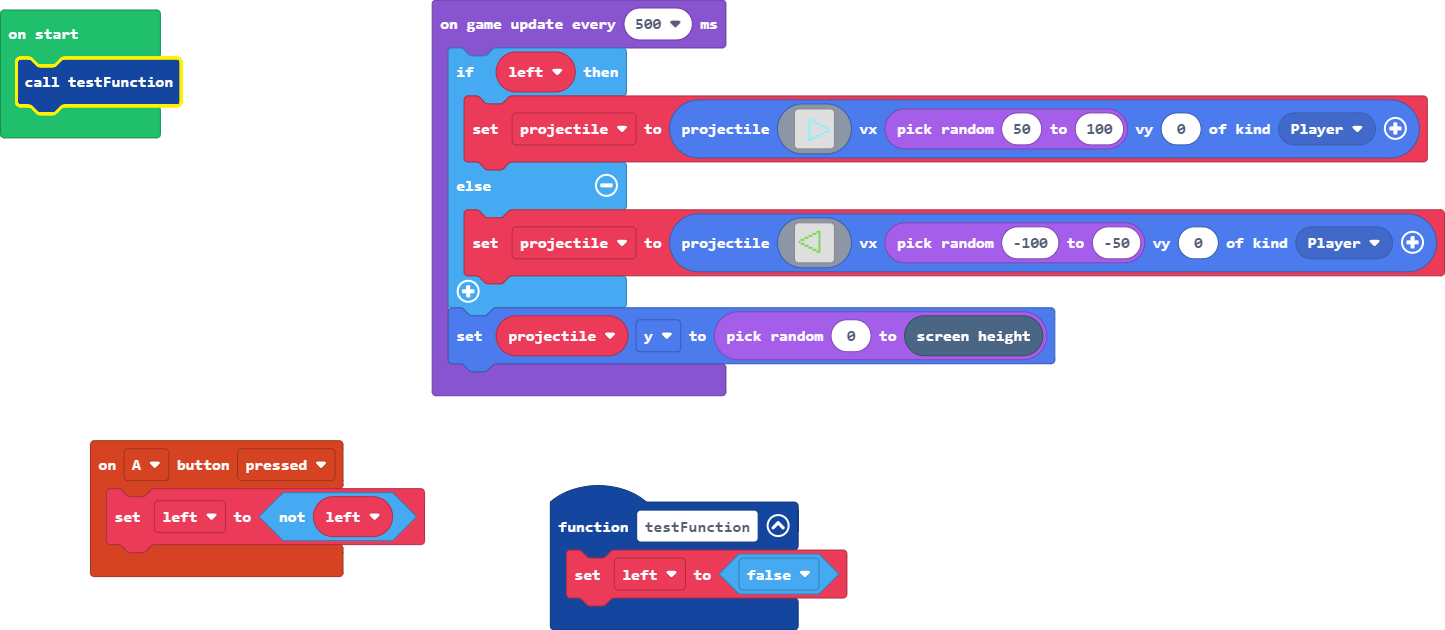 on start
call testFunction
on game update every 500 ms
if left then
set projectile to projectile vx pick random 50 to 100 vy 0 of kind Player
else
set projectile to projectile vx pick random -100 to -50 vy 0 of kind Player
set projectile y to pick random 0 to screen height
on A button pressed
set left to not left
function testFunction
set left to false